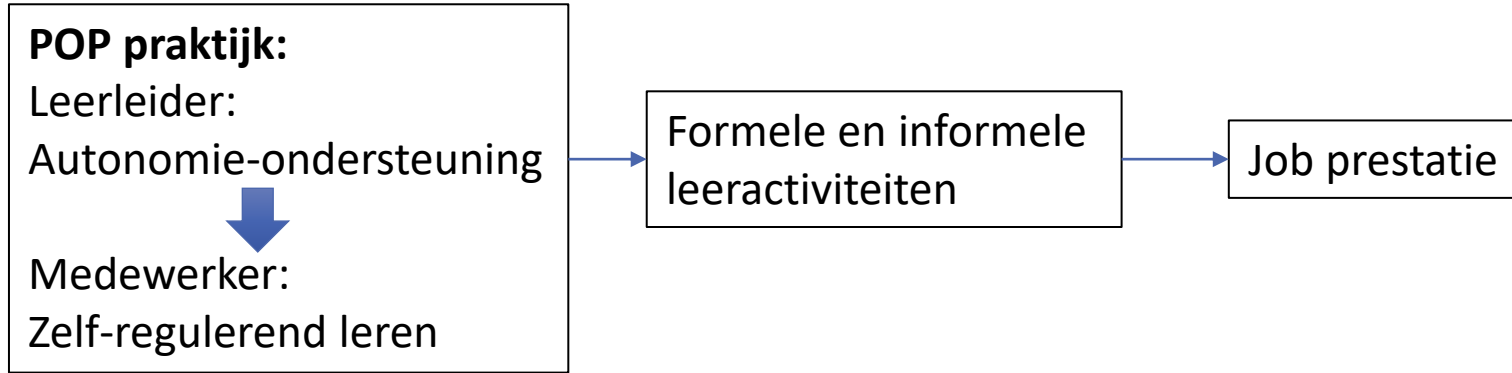 POP praktijk:
Leerleider:
Autonomie-ondersteuning
Medewerker:
Zelf-regulerend leren
Formele en informele
leeractiviteiten
Job prestatie